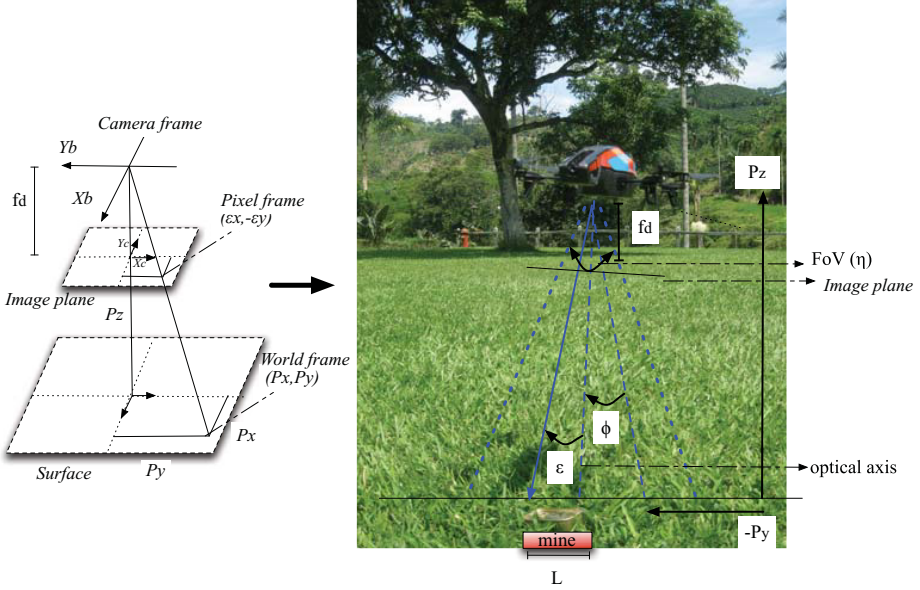 Camera frame
Yb
fd
Xb
Pixel frame
(εx,-εy)
Yc
Xc
Image plane
Pz
World frame
(Px,Py)
Px
Surface
Py
Pz
fd
FoV (η)
Image plane
ϕ
ε
optical axis
-Py
mine
L